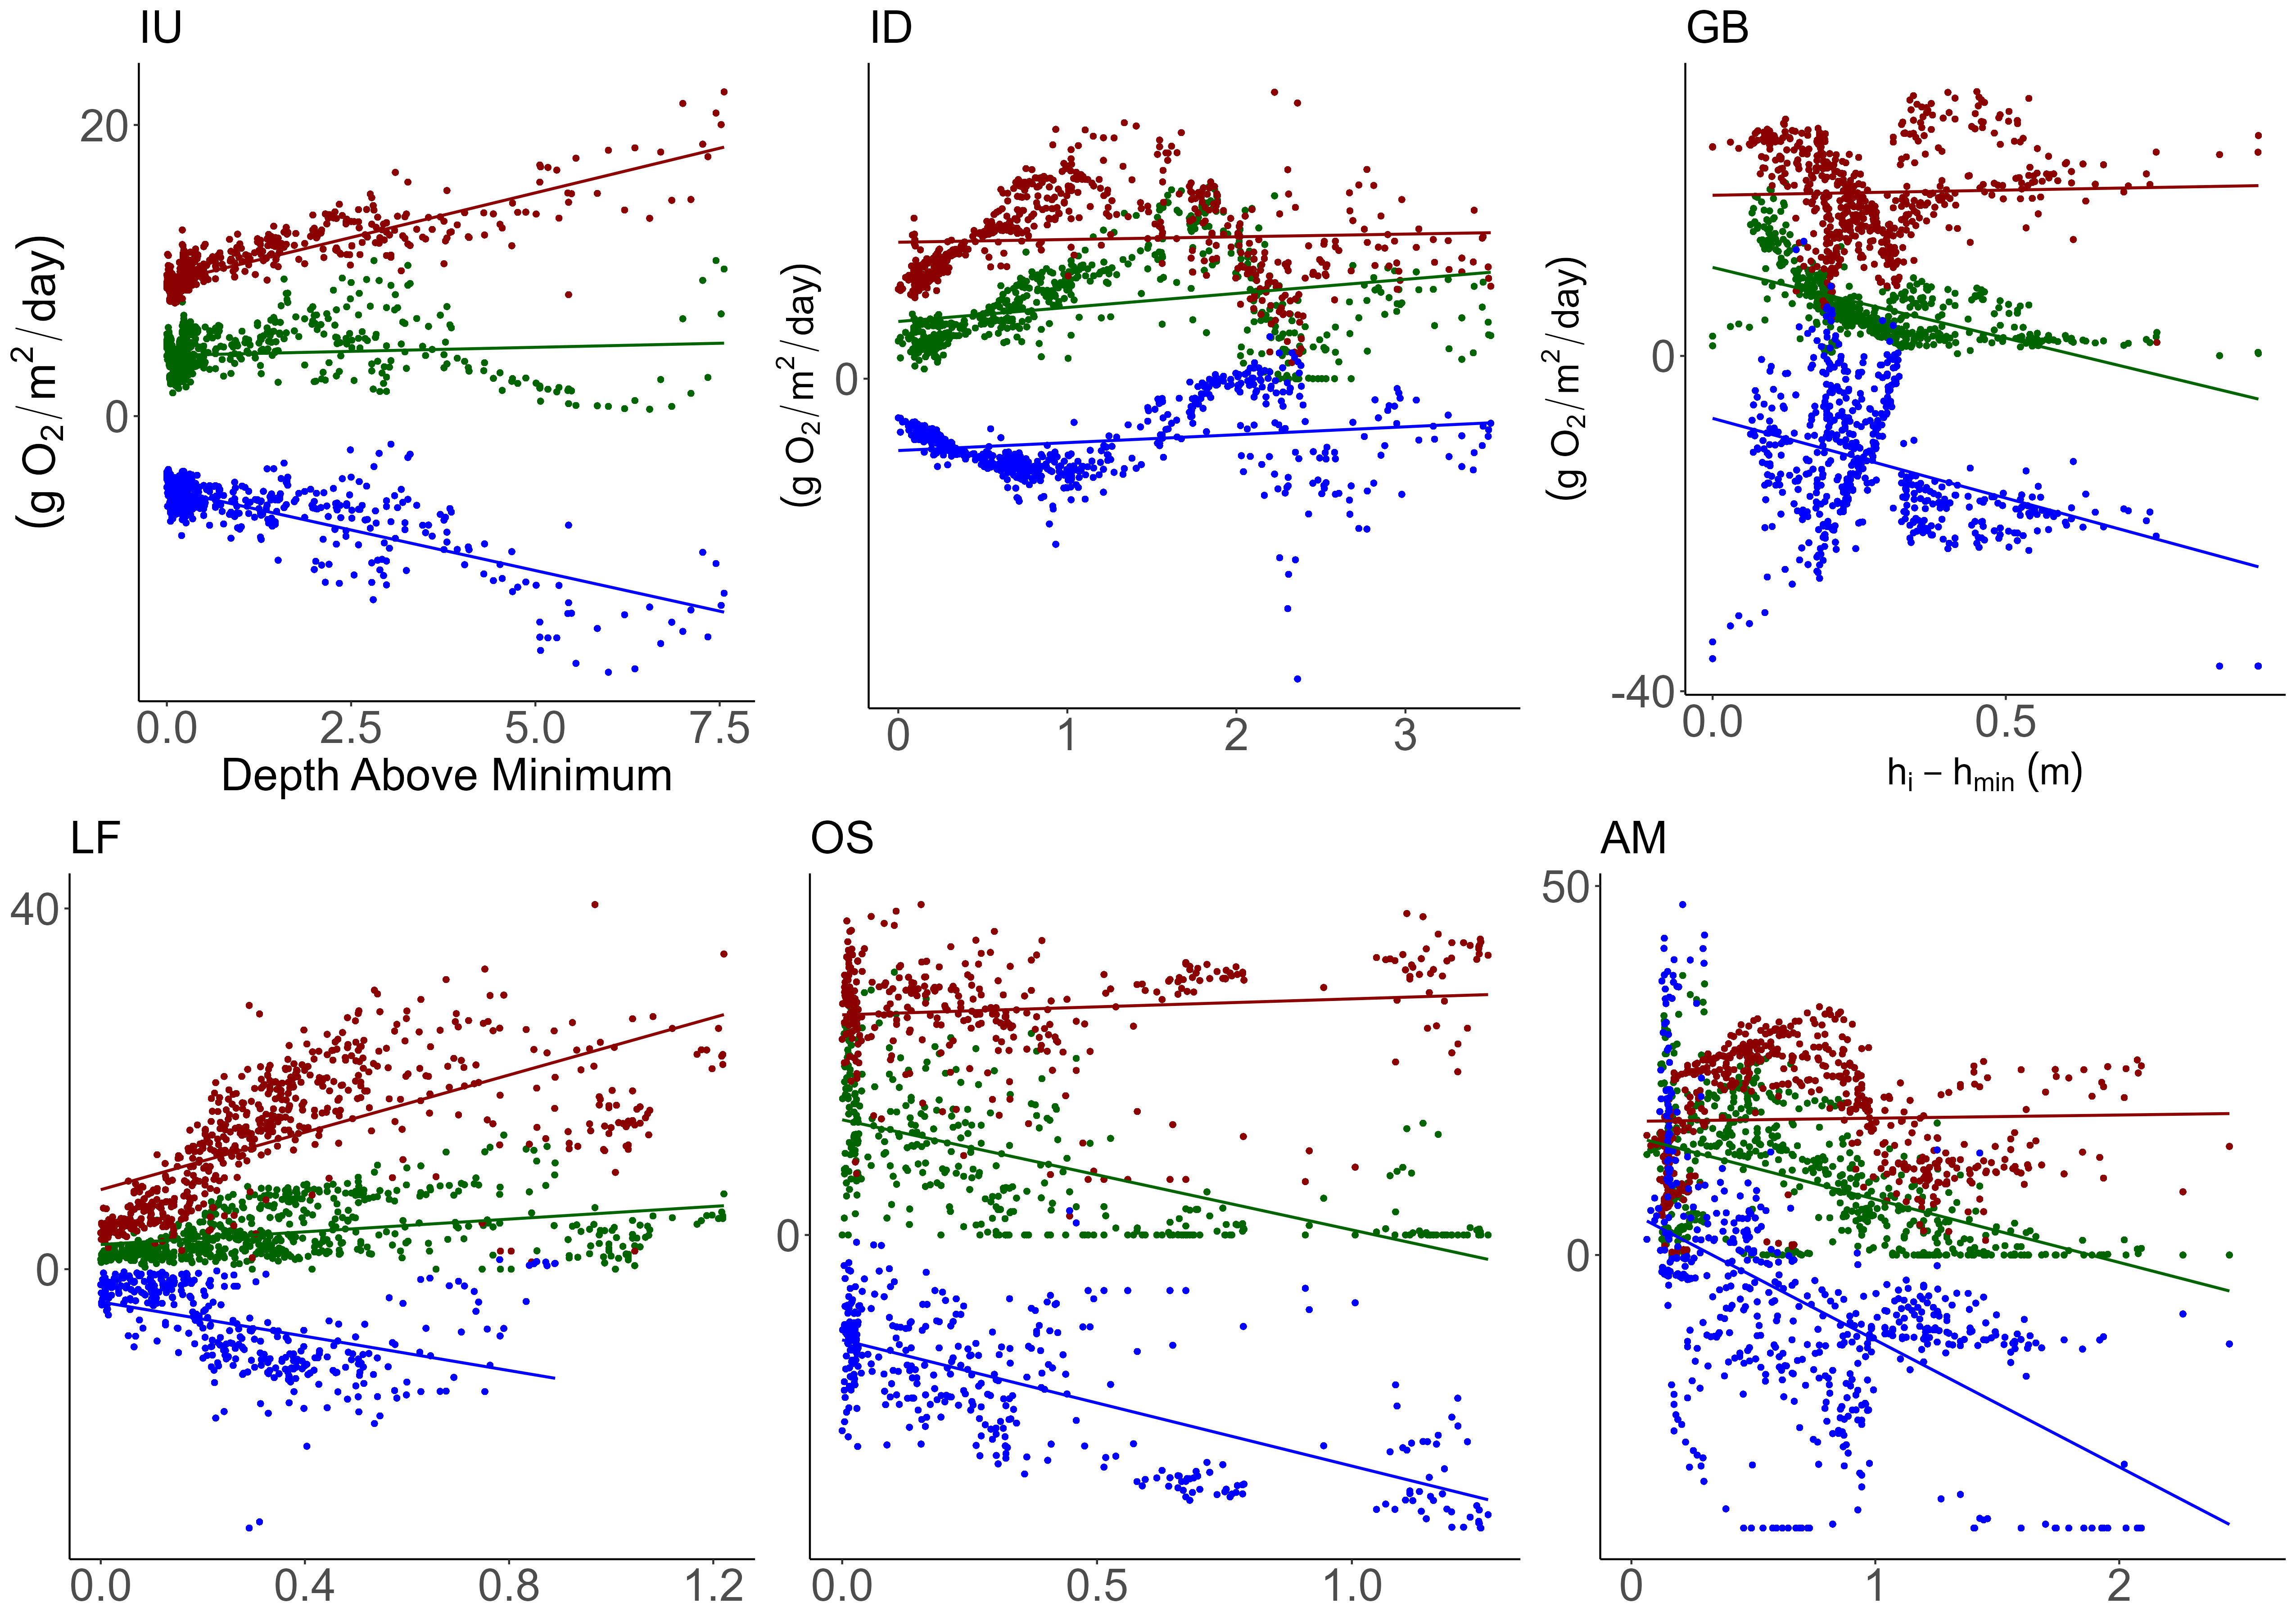 IU
20
0
(g O₂/ m² / day)
0.0 2.5 5.0 7.5
Depth Above Minimum
ID
0
(g O₂/ m² / day)
0 1 2 3
GB
0
-40
(g O₂/ m² / day)
0.0 0.5
hᵢ − hₘᵢₙ (m)
LF
40
0
0.0 0.4 0.8 1.2
OS
0
0.0 0.5 1.0
AM
50
0
0 1 2